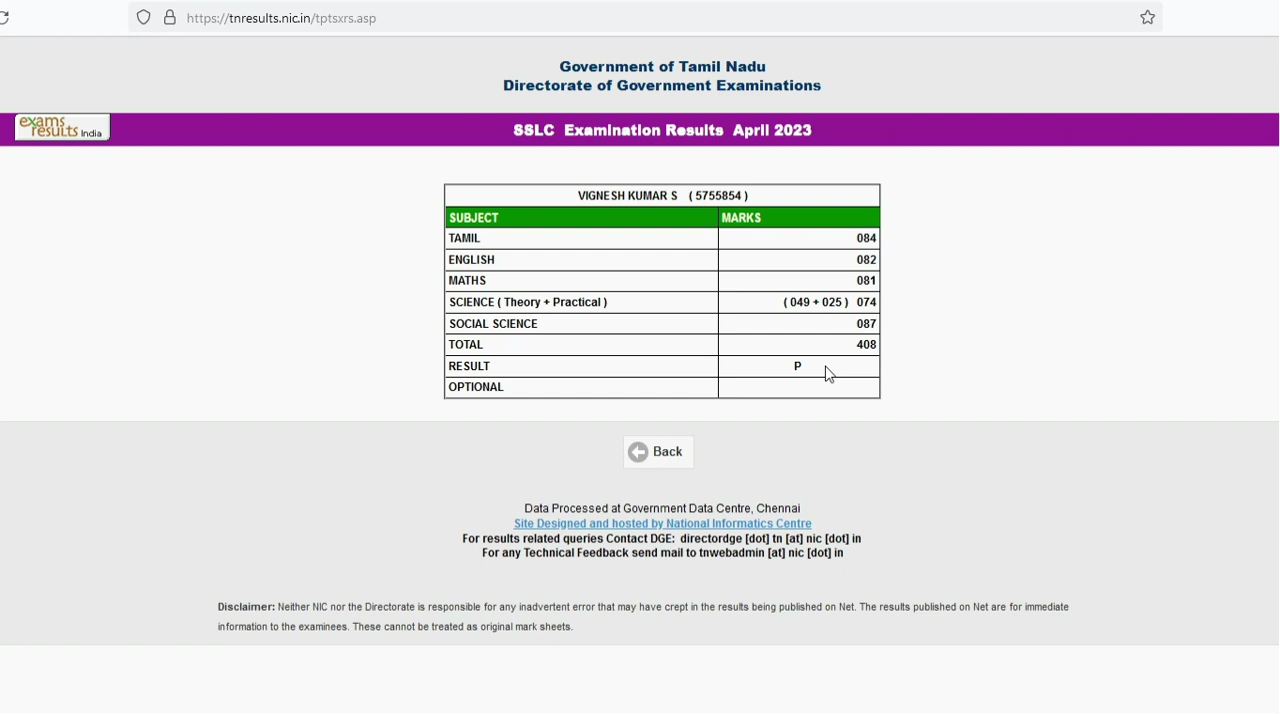 https://tnresults.nic.in/tptsxrs.asp
Government of Tamil Nadu
Directorate of Government Examinations
exams
results India
SSLC Examination Results April 2023
VIGNESH KUMAR S ( 5755854 )
SUBJECT MARKS
TAMIL 084
ENGLISH 082
MATHS 081
SCIENCE ( Theory + Practical ) ( 049 + 025 ) 074
SOCIAL SCIENCE 087
TOTAL 408
RESULT P
OPTIONAL
Back
Data Processed at Government Data Centre, Chennai
Site Designed and hosted by National Informatics Centre
For results related queries Contact DGE: directordge [dot] tn [at] nic [dot] in
For any Technical Feedback send mail to tnwebadmin [at] nic [dot] in
Disclaimer: Neither NIC nor the Directorate is responsible for any inadvertent error that may have crept in the results being published on Net. The results published on Net are for immediate
information to the examinees. These cannot be treated as original mark sheets.